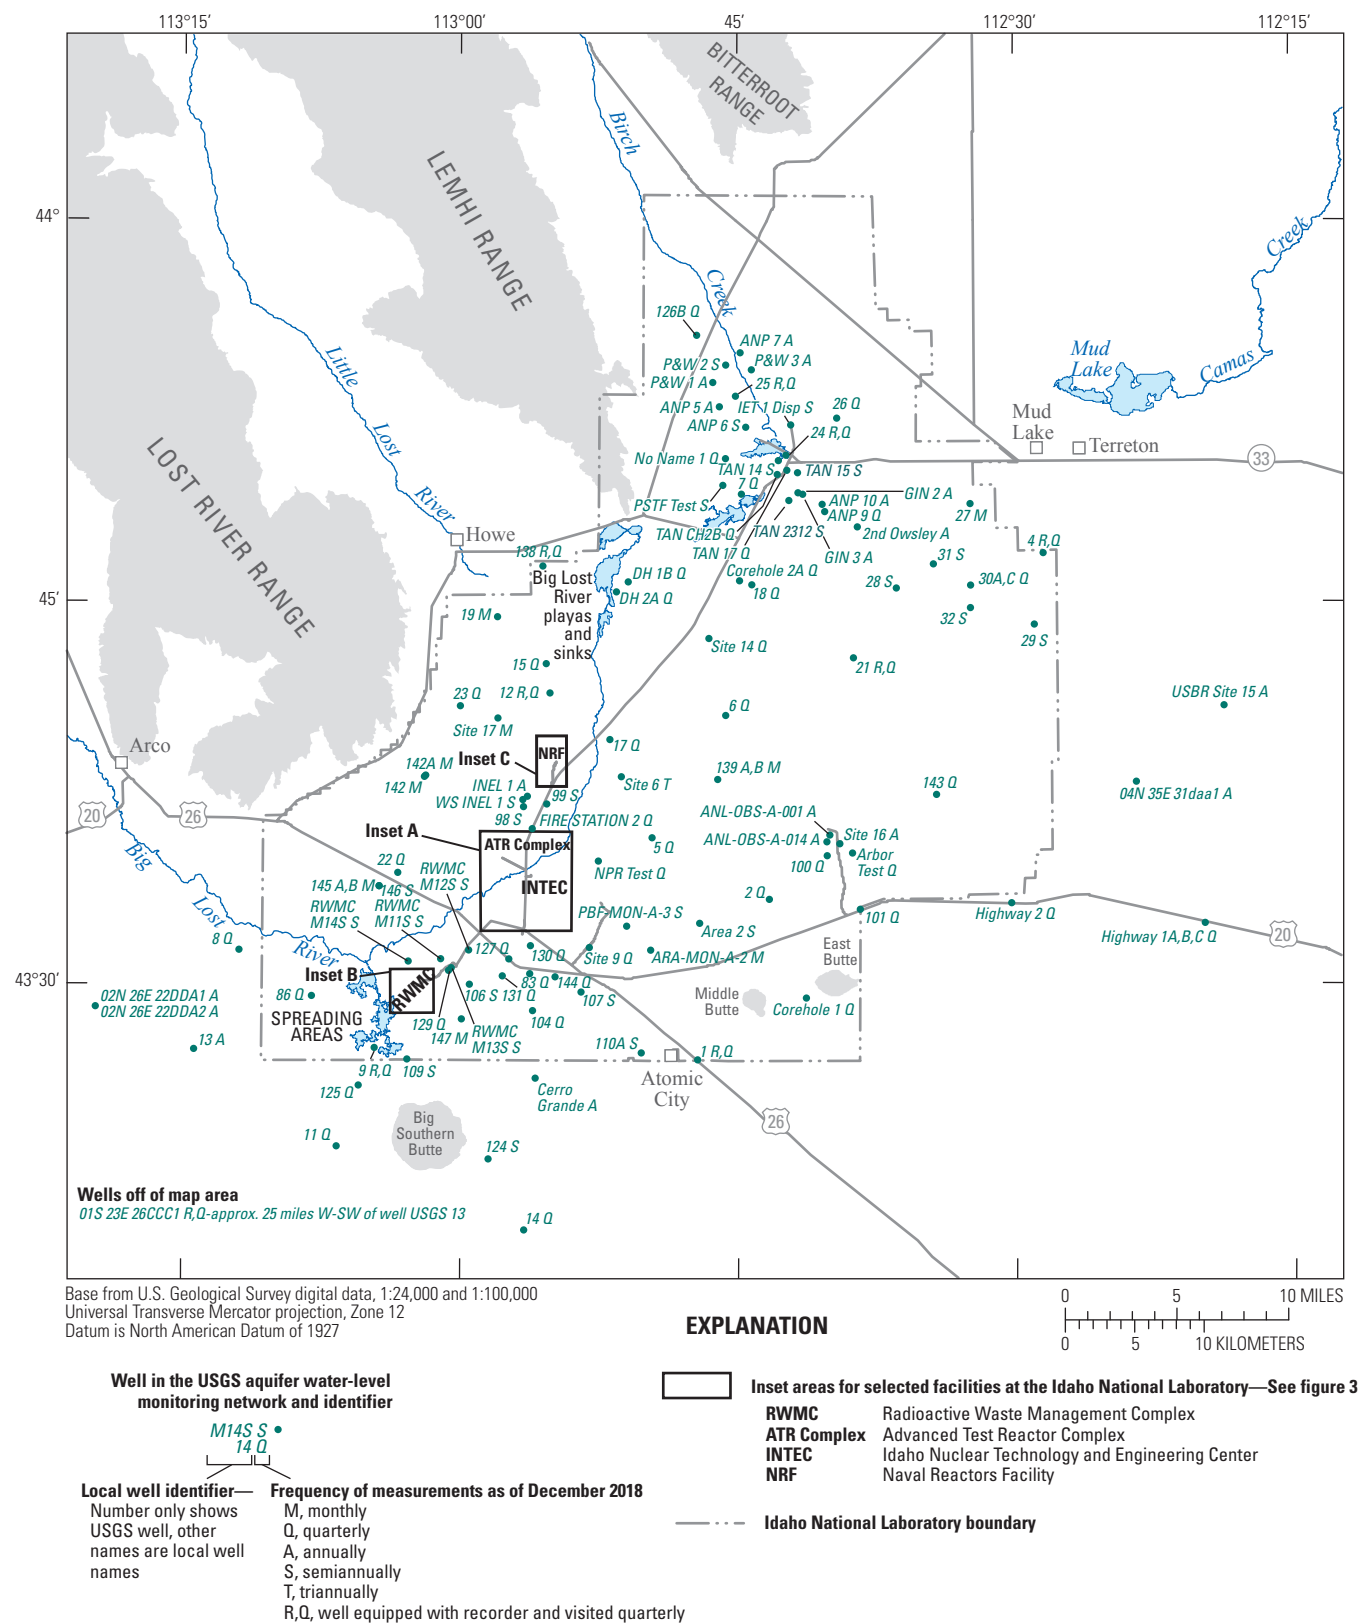 113°15′
113°00′
45′
112°30′
112°15′
44°
45′
43°30′
BITTERROOT
RANGE
LEMHI RANGE
LOST RIVER RANGE
Birch
Creek
Little
Lost
River
Big
Lost
River
Mud
Lake
Camas
Creek
Mud
Lake
Terreton
33
Howe
Arco
20
26
126B Q
ANP 7 A
P&W 2 S
P&W 3 A
P&W 1 A
25 R,Q
ANP 5 A
IET 1 Disp S
26 Q
ANP 6 S
24 R,Q
No Name 1 Q
TAN 14 S
TAN 15 S
7 Q
PSTF Test S
GIN 2 A
ANP 10 A
ANP 9 Q
27 M
TAN CH2B Q
TAN 2312 S
2nd Owsley A
TAN 17 Q
GIN 3 A
4 R,Q
138 R,Q
Big Lost
River
playas
and
sinks
DH 1B Q
DH 2A Q
Corehole 2A Q
18 Q
31 S
28 S
30A,C Q
32 S
29 S
19 M
Site 14 Q
21 R,Q
15 Q
12 R,Q
23 Q
Site 17 M
6 Q
USBR Site 15 A
NRF
Inset C
17 Q
142A M
142 M
INEL 1 A
WS INEL 1 S
99 S
98 S
Site 6 T
139 A,B M
143 Q
04N 35E 31daa1 A
FIRE STATION 2 Q
ANL-OBS-A-001 A
ANL-OBS-A-014 A
Site 16 A
100 Q
Arbor
Test Q
Inset A
ATR Complex
INTEC
5 Q
NPR Test Q
22 Q
RWMC
M12S S
145 A,B M
146 S
RWMC
M14S S
RWMC
M11S S
2 Q
PBF-MON-A-3 S
Area 2 S
101 Q
Highway 2 Q
Highway 1A,B,C Q
20
8 Q
127 Q
130 Q
Site 9 Q
ARA-MON-A-2 M
East
Butte
Inset B
RWMC
02N 26E 22DDA1 A
02N 26E 22DDA2 A
86 Q
SPREADING
AREAS
106 S
131 Q
83 Q
144 Q
107 S
Middle
Butte
Corehole 1 Q
129 Q
147 M
RWMC
M13S S
104 Q
13 A
9 R,Q
109 S
110A S
1 R,Q
Atomic
City
125 Q
Cerro
Grande A
26
Big
Southern
Butte
11 Q
124 S
Wells off of map area
01S 23E 26CCC1 R,Q-approx. 25 miles W-SW of well USGS 13
14 Q
Base from U.S. Geological Survey digital data, 1:24,000 and 1:100,000
Universal Transverse Mercator projection, Zone 12
Datum is North American Datum of 1927
0 5 10 MILES
0 5 10 KILOMETERS
EXPLANATION
Well in the USGS aquifer water-level
monitoring network and identifier
M14S S
14 Q
Local well identifier—
Number only shows
USGS well, other
names are local well
names
Frequency of measurements as of December 2018
M, monthly
Q, quarterly
A, annually
S, semiannually
T, triannually
R,Q, well equipped with recorder and visited quarterly
Inset areas for selected facilities at the Idaho National Laboratory—See figure 3
RWMC Radioactive Waste Management Complex
ATR Complex Advanced Test Reactor Complex
INTEC Idaho Nuclear Technology and Engineering Center
NRF Naval Reactors Facility
Idaho National Laboratory boundary